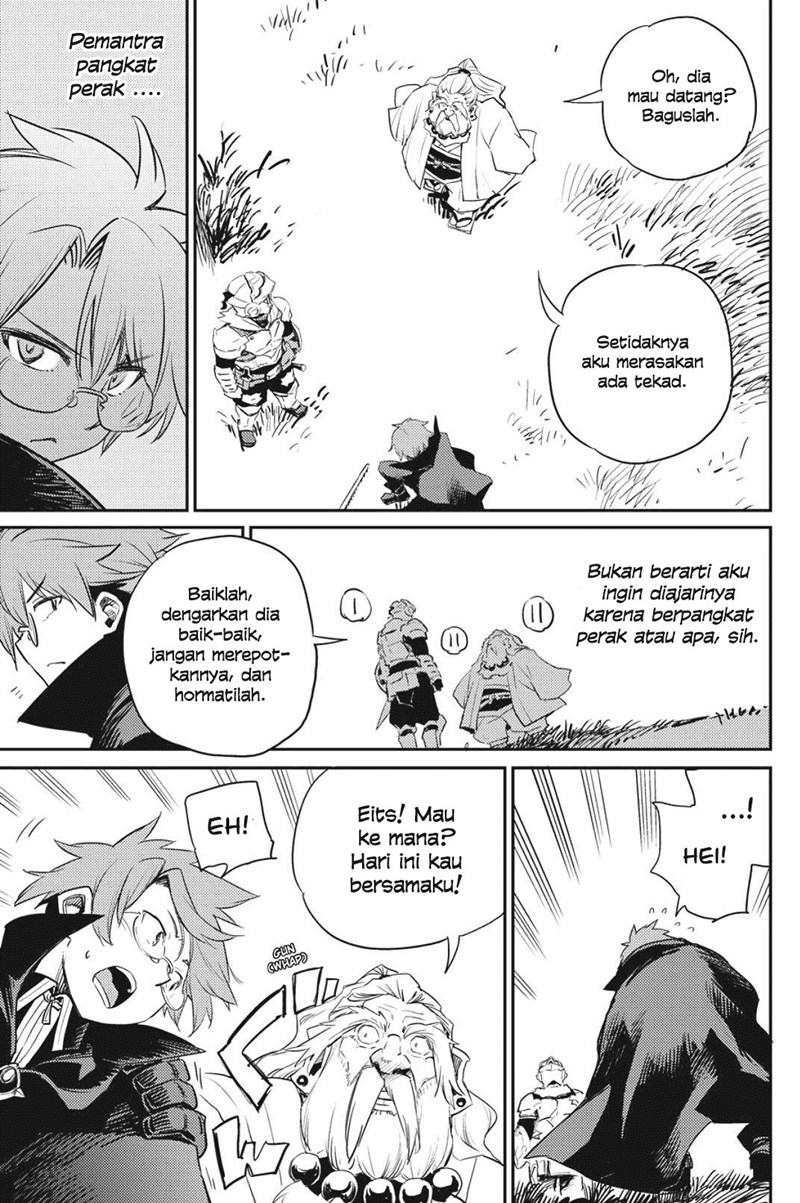 Oh, dia
mau datang?
Baguslah.
Setidaknya
aku merasakan
ada tekad.
Pemantra
pangkat
perak ....
Bukan berarti aku
ingin diajarinya
karena berpangkat
perak atau apa, sih.
Baiklah,
dengarkan dia
baik-baik,
jangan merepot-
kannya, dan
hormatilah.
...!
HEI!
Eits! Mau
ke mana?
Hari ini kau
bersamaku!
EH!
GUN
(WHAP)